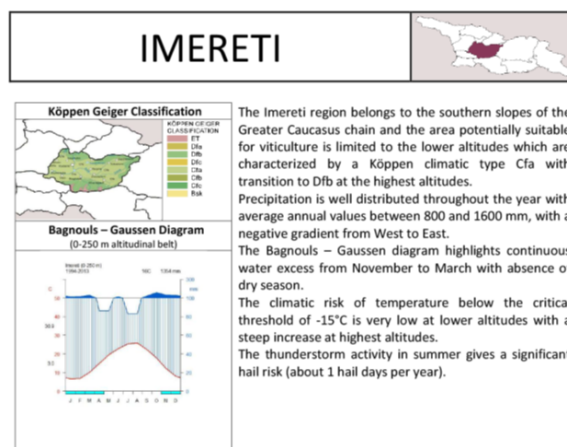 IMERETI
Köppen Geiger Classification
KÖPPEN GEIGER
CLASSIFICATION
ET
Dfa
Dfb
Dfc
Cfa
Cfb
Cfc
Bsk
Bagnouls – Gaussen Diagram
(0-250 m altitudinal belt)
J F M A M J J A S O N D
The Imereti region belongs to the southern slopes of the
Greater Caucasus chain and the area potentially suitable
for viticulture is limited to the lower altitudes which are
characterized by a Köppen climatic type Cfa with
transition to Dfb at the highest altitudes.
Precipitation is well distributed throughout the year with
average annual values between 800 and 1600 mm, with a
negative gradient from West to East.
The Bagnouls – Gaussen diagram highlights continuous
water excess from November to March with absence of
dry season.
The climatic risk of temperature below the critical
threshold of -15°C is very low at lower altitudes with a
steep increase at highest altitudes.
The thunderstorm activity in summer gives a significant
hail risk (about 1 hail days per year).